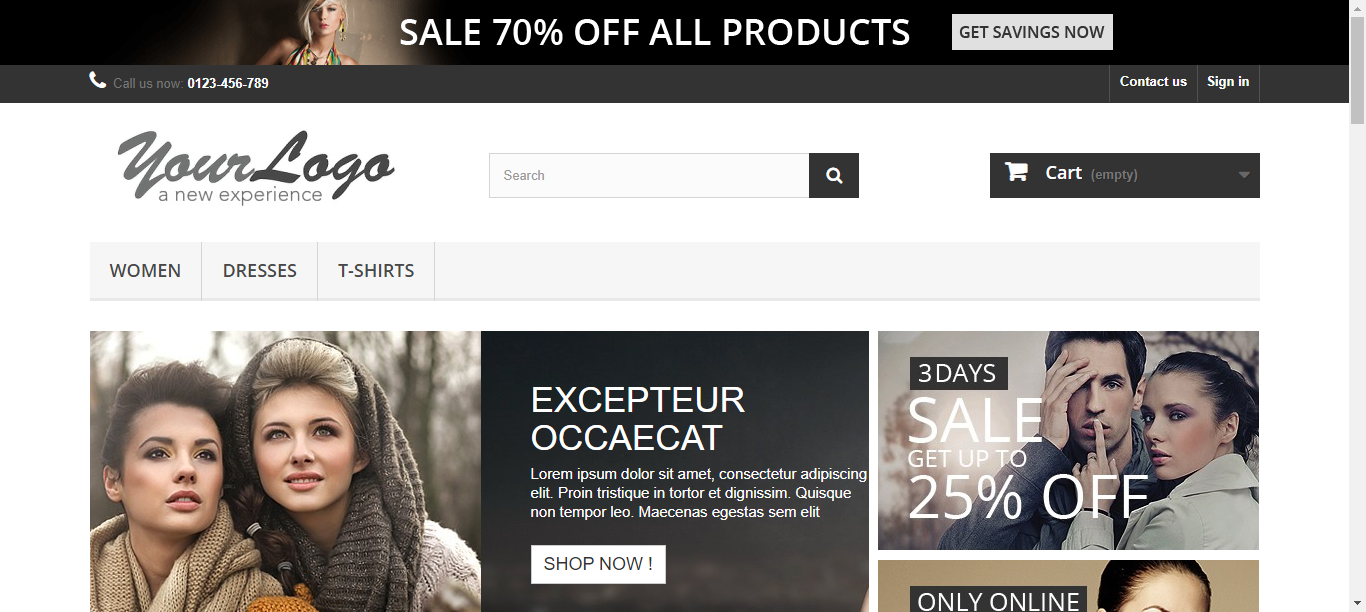 SALE 70% OFF ALL PRODUCTS
GET SAVINGS NOW
Call us now: 0123-456-789
Contact us
Sign in
YourLogo
a new experience
Search
Cart (empty)
WOMEN
DRESSES
T-SHIRTS
EXCEPTEUR
OCCAECAT
Lorem ipsum dolor sit amet, consectetur adipiscing
elit. Proin tristique in tortor et dignissim. Quisque
non tempor leo. Maecenas egestas sem elit
SHOP NOW !
3 DAYS
SALE
GET UP TO
25% OFF
ONLY ONLINE